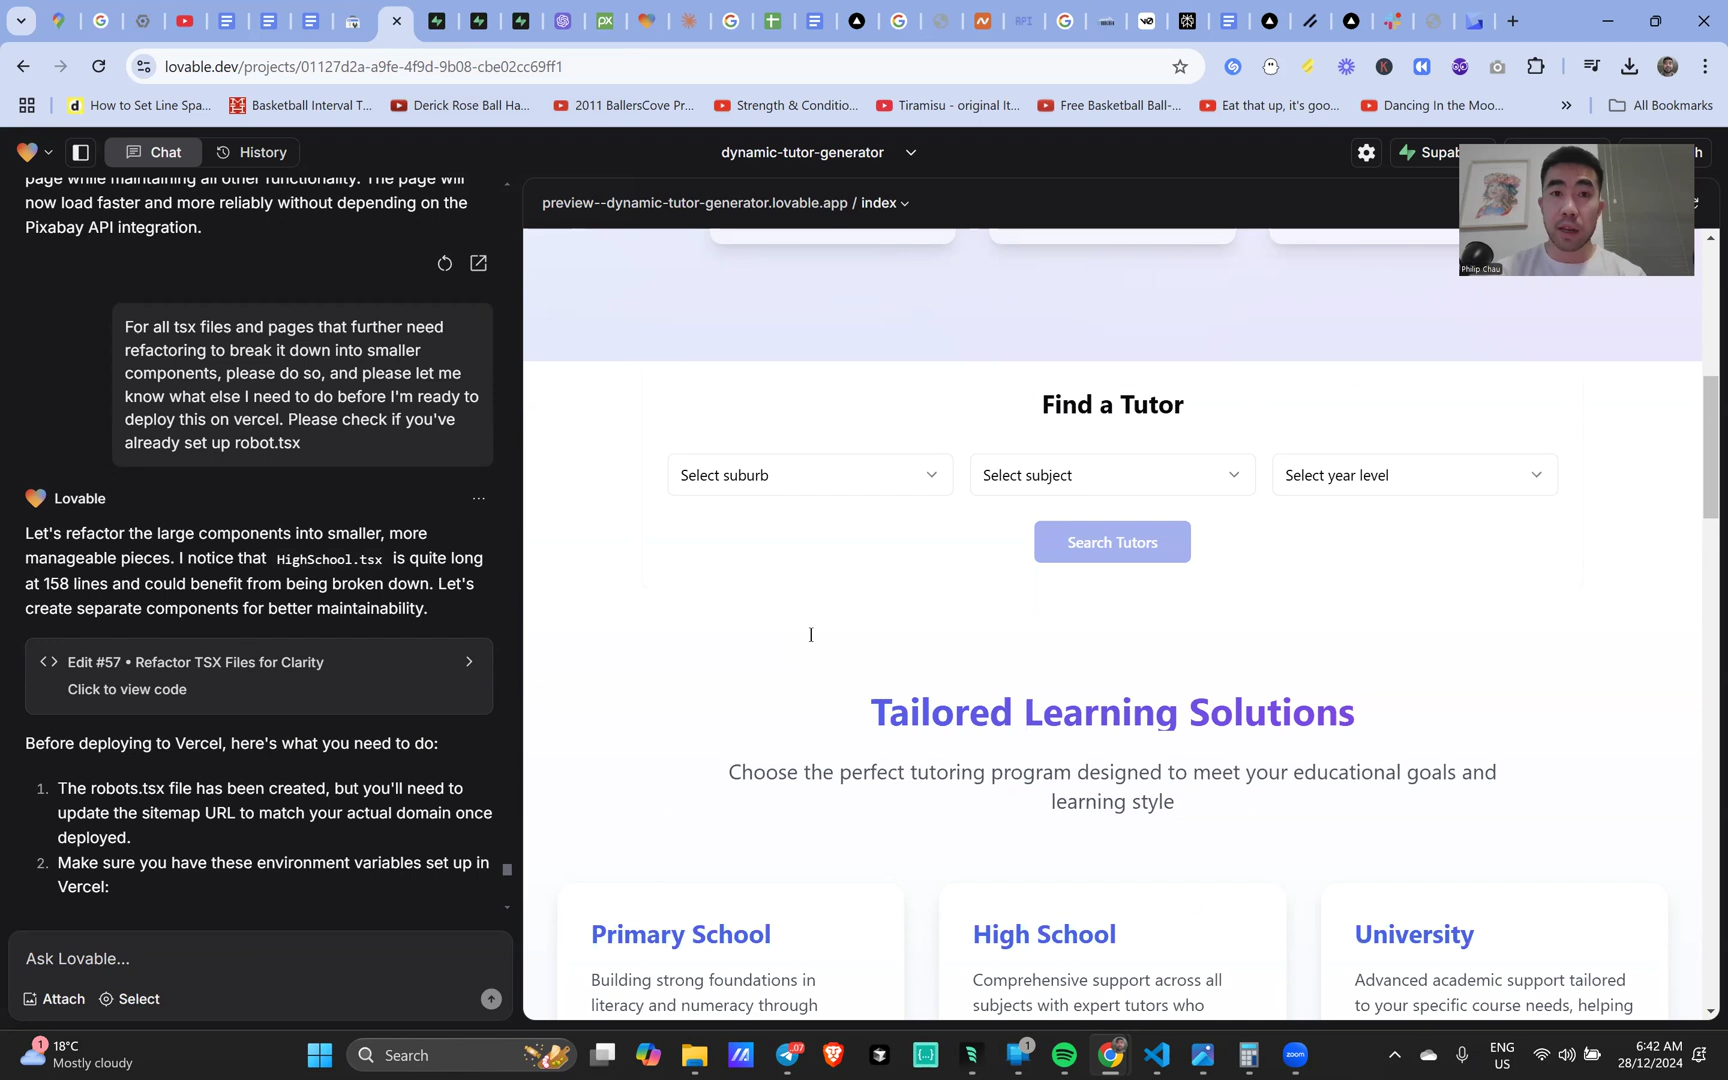 lovable.dev/projects/01127d2a-a9fe-4f9d-9b08-cbe02cc69ff1
How to Set Line Spa...
Basketball Interval T...
Derick Rose Ball Ha...
2011 BallersCove Pr...
Strength & Conditio...
Tiramisu - original It...
Free Basketball Ball-...
Eat that up, it's goo...
Dancing In the Moo...
All Bookmarks
Chat
History
dynamic-tutor-generator
Supab
h
page while maintaining all other functionality. The page will
now load faster and more reliably without depending on the
Pixabay API integration.
For all tsx files and pages that further need
refactoring to break it down into smaller
components, please do so, and please let me
know what else I need to do before I'm ready to
deploy this on vercel. Please check if you've
already set up robot.tsx
Lovable
Let's refactor the large components into smaller, more
manageable pieces. I notice that HighSchool.tsx is quite long
at 158 lines and could benefit from being broken down. Let's
create separate components for better maintainability.
Edit #57 • Refactor TSX Files for Clarity
Click to view code
Before deploying to Vercel, here's what you need to do:
1. The robots.tsx file has been created, but you'll need to
update the sitemap URL to match your actual domain once
deployed.
2. Make sure you have these environment variables set up in
Vercel:
Ask Lovable...
Attach
Select
preview--dynamic-tutor-generator.lovable.app / index
Philip Chau
Find a Tutor
Select suburb
Select subject
Select year level
Search Tutors
Tailored Learning Solutions
Choose the perfect tutoring program designed to meet your educational goals and
learning style
Primary School
Building strong foundations in
literacy and numeracy through
High School
Comprehensive support across all
subjects with expert tutors who
University
Advanced academic support tailored
to your specific course needs, helping
1
18°C
Mostly cloudy
Search
1
zoom
ENG
US
6:42 AM
28/12/2024